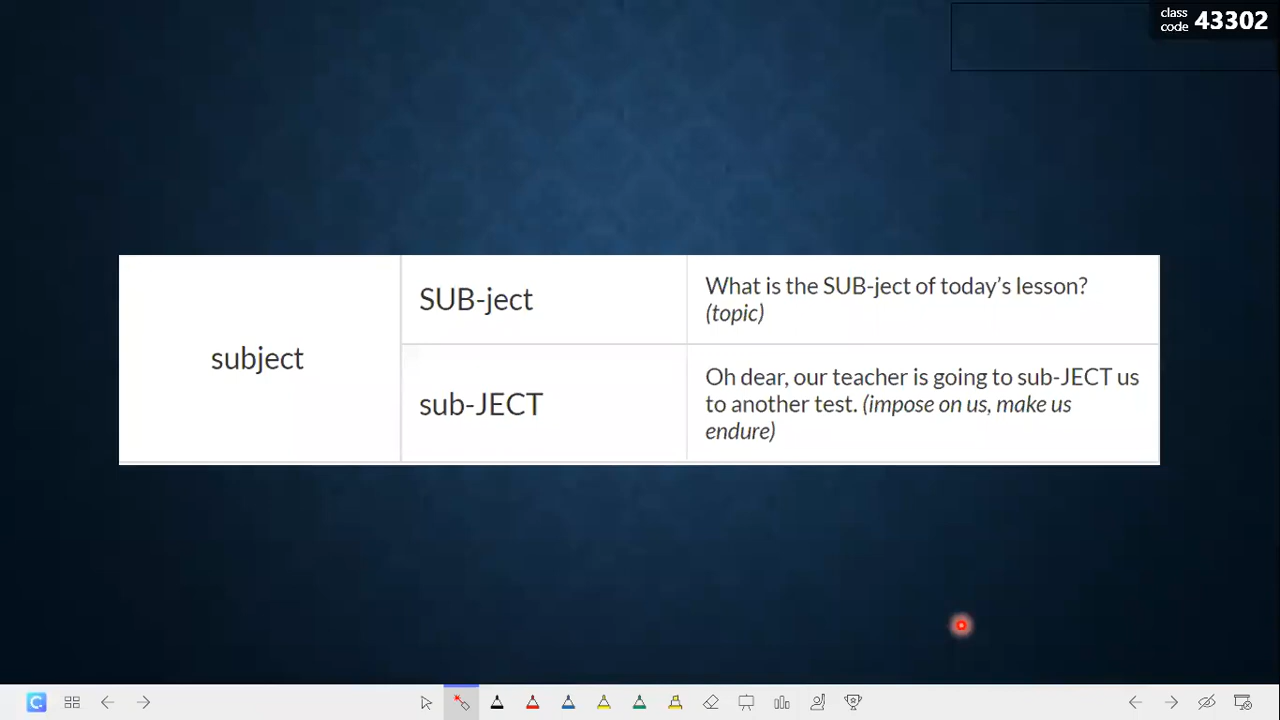 class
code 43302
subject
SUB-ject
What is the SUB-ject of today’s lesson?
(topic)
sub-JECT
Oh dear, our teacher is going to sub-JECT us
to another test. (impose on us, make us
endure)